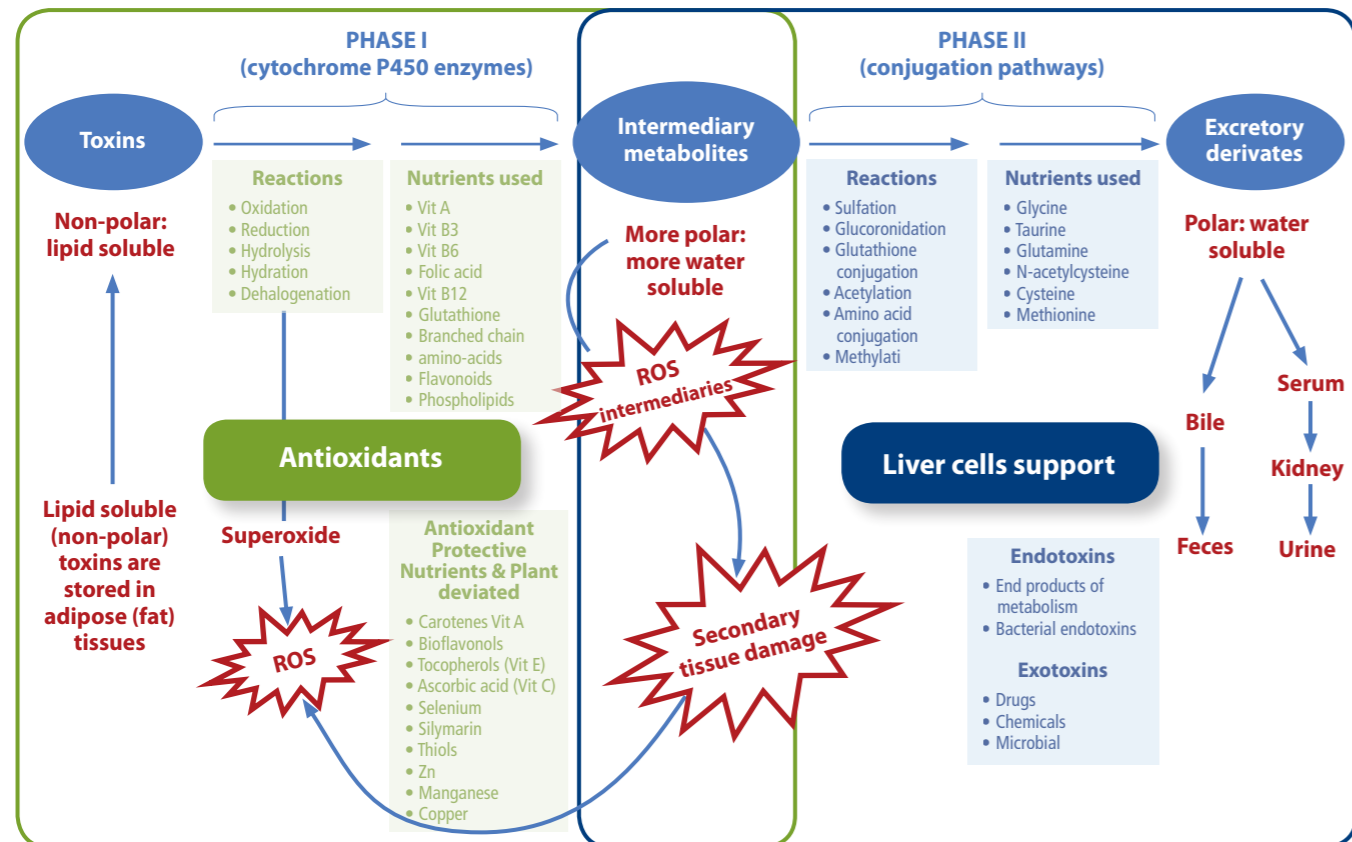 PHASE I
(cytochrome P450 enzymes)
PHASE II
(conjugation pathways)
Toxins
Intermediary
metabolites
Excretory
derivates
Non-polar:
lipid soluble
Lipid soluble
(non-polar)
toxins are
stored in
adipose (fat)
tissues
Reactions
• Oxidation
• Reduction
• Hydrolysis
• Hydration
• Dehalogenation
Nutrients used
• Vit A
• Vit B3
• Vit B6
• Folic acid
• Vit B12
• Glutathione
• Branched chain
• amino-acids
• Flavonoids
• Phospholipids
More polar:
more water
soluble
ROS
intermediaries
Reactions
• Sulfation
• Glucoronidation
• Glutathione
conjugation
• Acetylation
• Amino acid
conjugation
• Methylati
Nutrients used
• Glycine
• Taurine
• Glutamine
• N-acetylcysteine
• Cysteine
• Methionine
Polar: water
soluble
Bile
Feces
Serum
Kidney
Urine
Antioxidants
Liver cells support
Superoxide
ROS
Antioxidant
Protective
Nutrients & Plant
deviated
• Carotenes Vit A
• Bioflavonols
• Tocopherols (Vit E)
• Ascorbic acid (Vit C)
• Selenium
• Silymarin
• Thiols
• Zn
• Manganese
• Copper
Secondary
tissue damage
Endotoxins
• End products of
metabolism
• Bacterial endotoxins
Exotoxins
• Drugs
• Chemicals
• Microbial